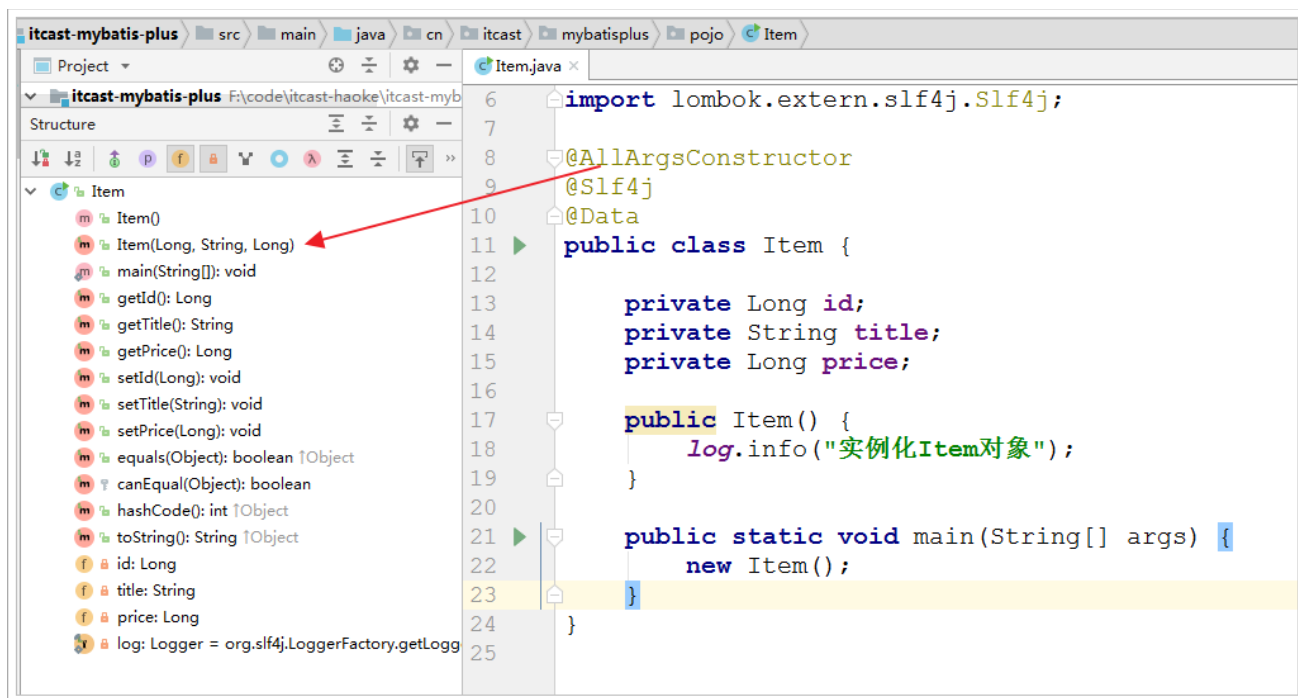 itcast-mybatis-plus src main java cn itcast mybatisplus pojo Item
Project
Item.java
itcast-mybatis-plus F:\code\itcast-haoke\itcast-myb
Structure
Item
Item()
Item(Long, String, Long)
main(String[]): void
getId(): Long
getTitle(): String
getPrice(): Long
setId(Long): void
setTitle(String): void
setPrice(Long): void
equals(Object): boolean ↑Object
canEqual(Object): boolean
hashCode(): int ↑Object
toString(): String ↑Object
id: Long
title: String
price: Long
log: Logger = org.slf4j.LoggerFactory.getLogg
6 import lombok.extern.slf4j.Slf4j;
7
8 @AllArgsConstructor
9 @Slf4j
10 @Data
11 public class Item {
12
13 private Long id;
14 private String title;
15 private Long price;
16
17 public Item() {
18 log.info("实例化Item对象");
19 }
20
21 public static void main(String[] args) {
22 new Item();
23 }
24 }
25